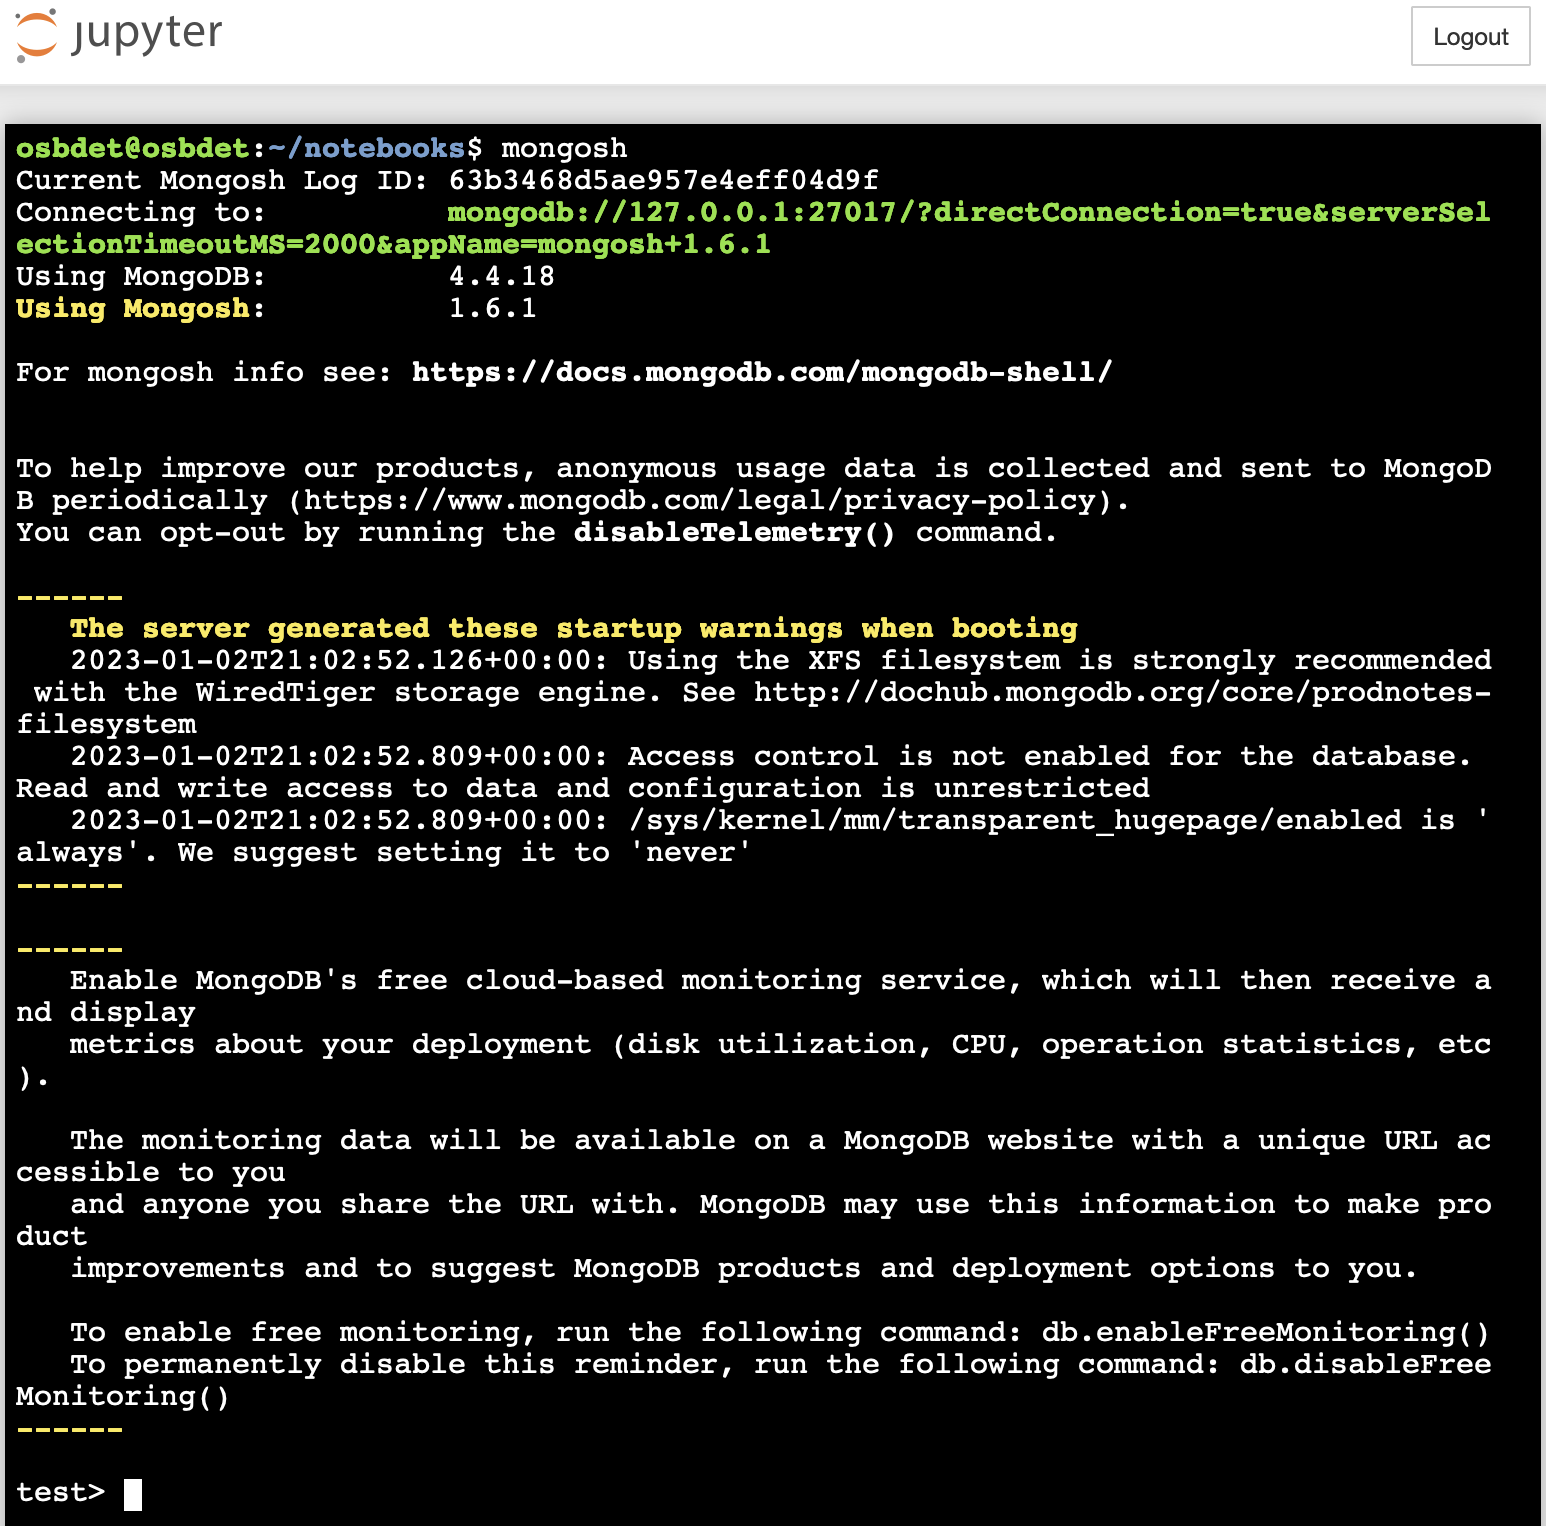 jupyter
Logout
osbdet@osbdet:~/notebooks$ mongosh
Current Mongosh Log ID: 63b3468d5ae957e4eff04d9f
Connecting to:          mongodb://127.0.0.1:27017/?directConnection=true&serverSel
ectionTimeoutMS=2000&appName=mongosh+1.6.1
Using MongoDB:          4.4.18
Using Mongosh:          1.6.1
For mongosh info see: https://docs.mongodb.com/mongodb-shell/
To help improve our products, anonymous usage data is collected and sent to MongoD
B periodically (https://www.mongodb.com/legal/privacy-policy).
You can opt-out by running the disableTelemetry() command.
------
   The server generated these startup warnings when booting
   2023-01-02T21:02:52.126+00:00: Using the XFS filesystem is strongly recommended
 with the WiredTiger storage engine. See http://dochub.mongodb.org/core/prodnotes-
filesystem
   2023-01-02T21:02:52.809+00:00: Access control is not enabled for the database.
Read and write access to data and configuration is unrestricted
   2023-01-02T21:02:52.809+00:00: /sys/kernel/mm/transparent_hugepage/enabled is '
always'. We suggest setting it to 'never'
------
------
   Enable MongoDB's free cloud-based monitoring service, which will then receive a
nd display
   metrics about your deployment (disk utilization, CPU, operation statistics, etc
).
   The monitoring data will be available on a MongoDB website with a unique URL ac
cessible to you
   and anyone you share the URL with. MongoDB may use this information to make pro
duct
   improvements and to suggest MongoDB products and deployment options to you.
   To enable free monitoring, run the following command: db.enableFreeMonitoring()
   To permanently disable this reminder, run the following command: db.disableFree
Monitoring()
------
test>